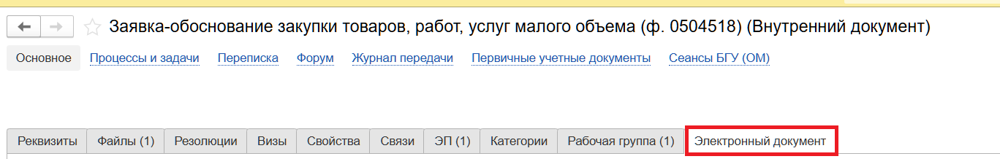 Заявка-обоснование закупки товаров, работ, услуг малого объема (ф. 0504518) (Внутренний документ)
Основное Процессы и задачи Переписка Форум Журнал передачи Первичные учетные документы Сеансы БГУ (ОМ)
Реквизиты Файлы (1) Резолюции Визы Свойства Связи ЭП (1) Категории Рабочая группа (1) Электронный документ